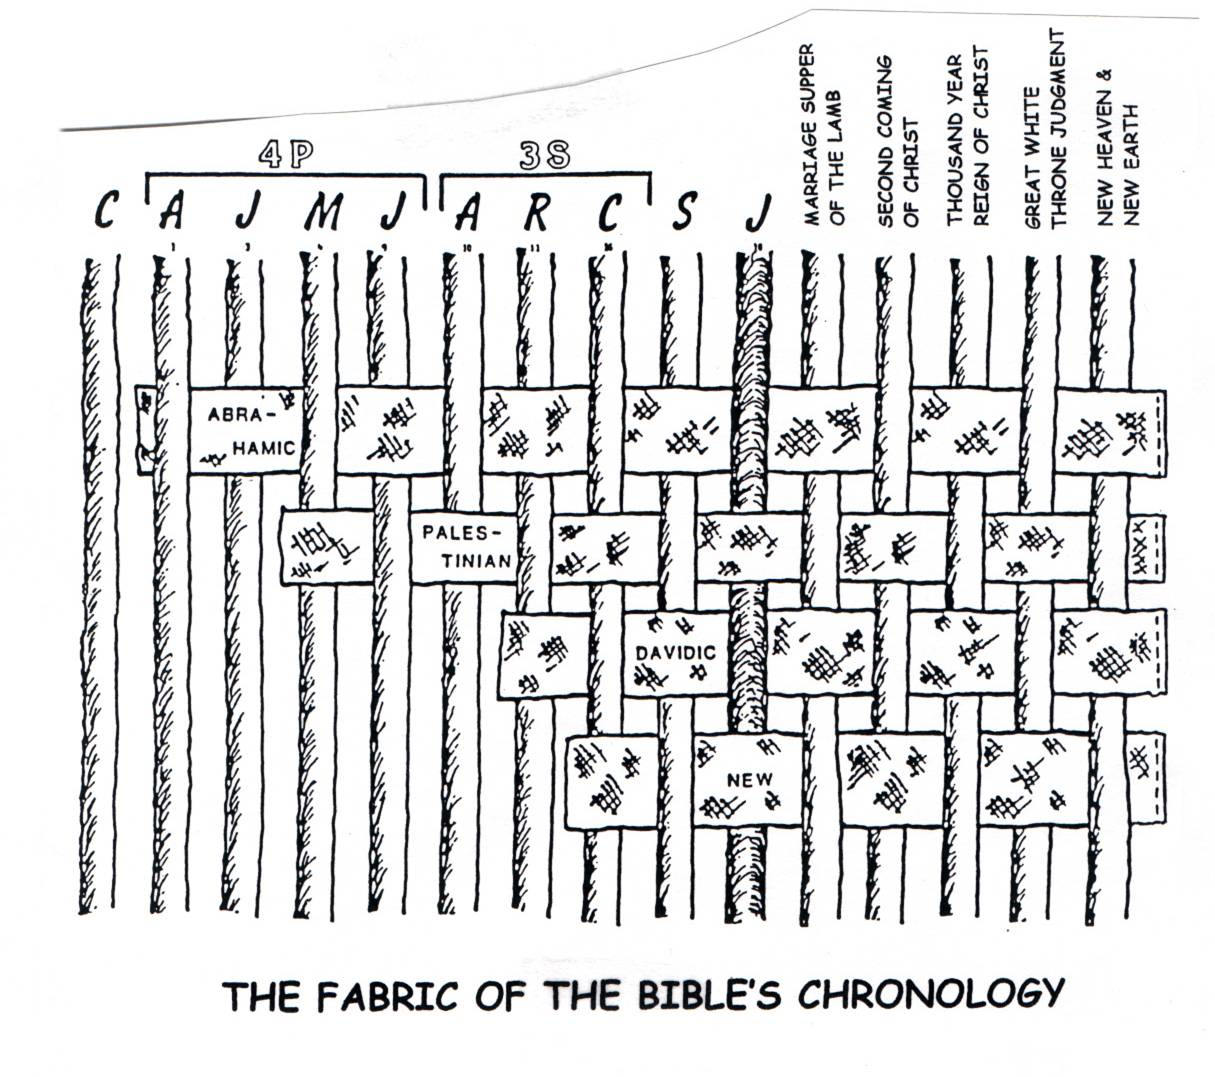 4P 3S
C A J M J A R C S J
MARRIAGE SUPPER
OF THE LAMB
SECOND COMING
OF CHRIST
THOUSAND YEAR
REIGN OF CHRIST
GREAT WHITE
THRONE JUDGMENT
NEW HEAVEN &
NEW EARTH
ABRA-
HAMIC
PALES-
TINIAN
DAVIDIC
NEW
THE FABRIC OF THE BIBLE'S CHRONOLOGY